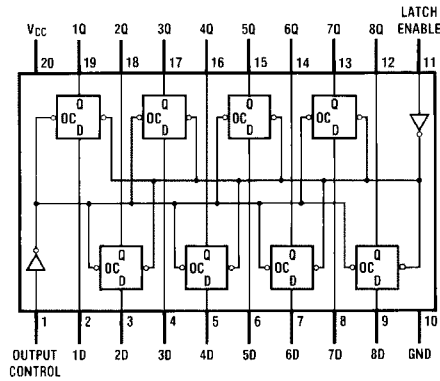 VCC 1Q 2Q 3Q 4Q 5Q 6Q 7Q 8Q LATCH ENABLE
20 19 18 17 16 15 14 13 12 11
Q Q Q Q
OC OC OC OC
D D D D
Q Q Q Q
OC OC OC OC
D D D D
1 2 3 4 5 6 7 8 9 10
OUTPUT CONTROL 1D 2D 3D 4D 5D 6D 7D 8D GND